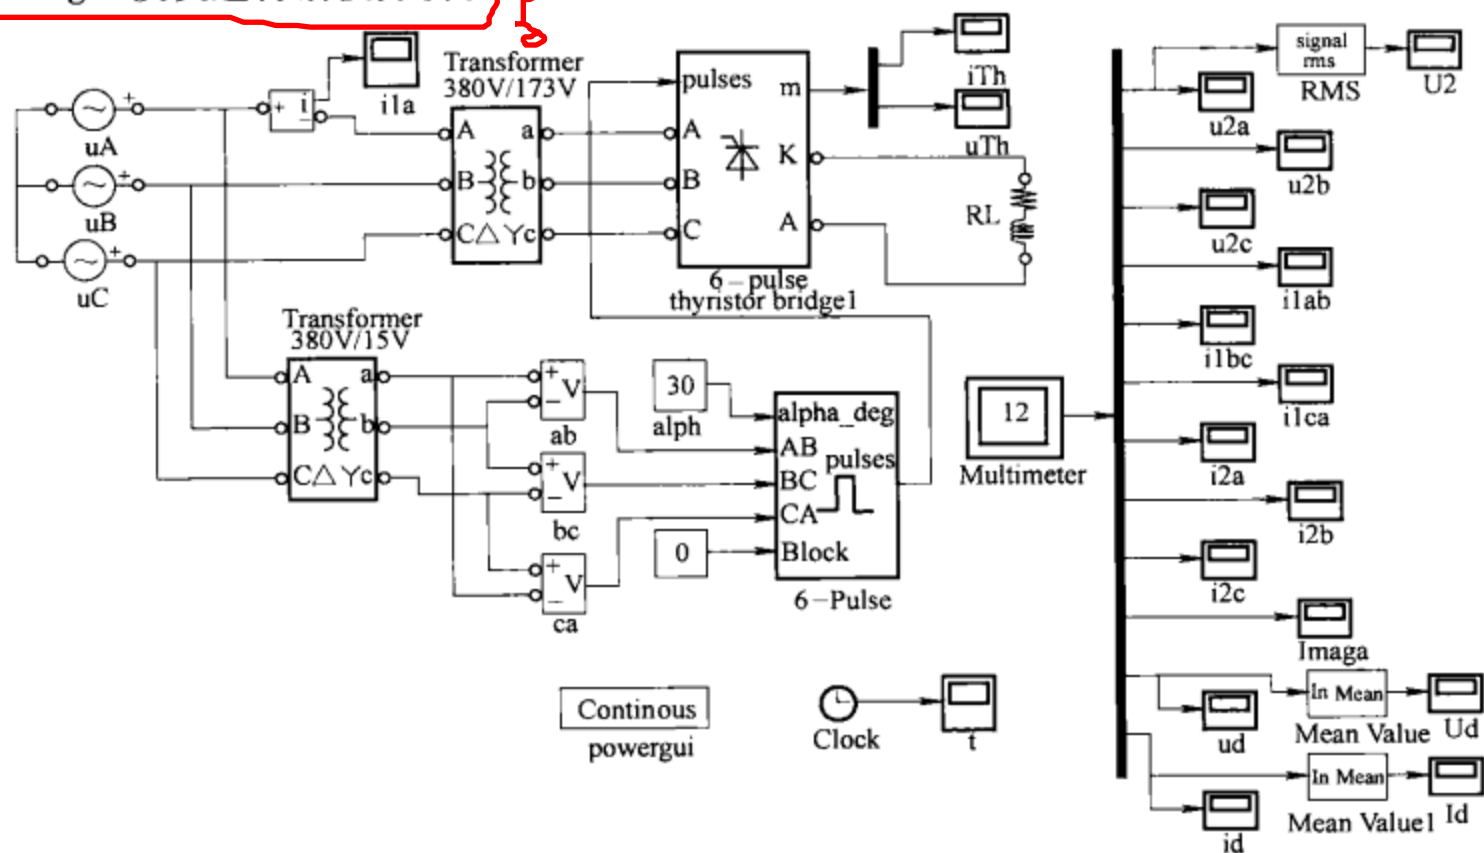 i1a
+
i
−
uA
+
uB
+
uC
+
Transformer
380V/173V
A a
B b
C△ Yc
pulses
m
A
B
C
K
A
6−pulse
thyristor bridge1
iTh
uTh
RL
Transformer
380V/15V
A a
B b
C△ Yc
+
−
V
ab
+
−
V
bc
+
−
V
ca
30
alph
0
alpha_deg
AB
pulses
BC
CA
Block
6−Pulse
Continous
powergui
Clock
t
12
Multimeter
signal
rms
RMS
U2
u2a
u2b
u2c
i1ab
i1bc
i1ca
i2a
i2b
i2c
Imaga
ud
In Mean
Mean Value
Ud
id
In Mean
Mean Value1
Id